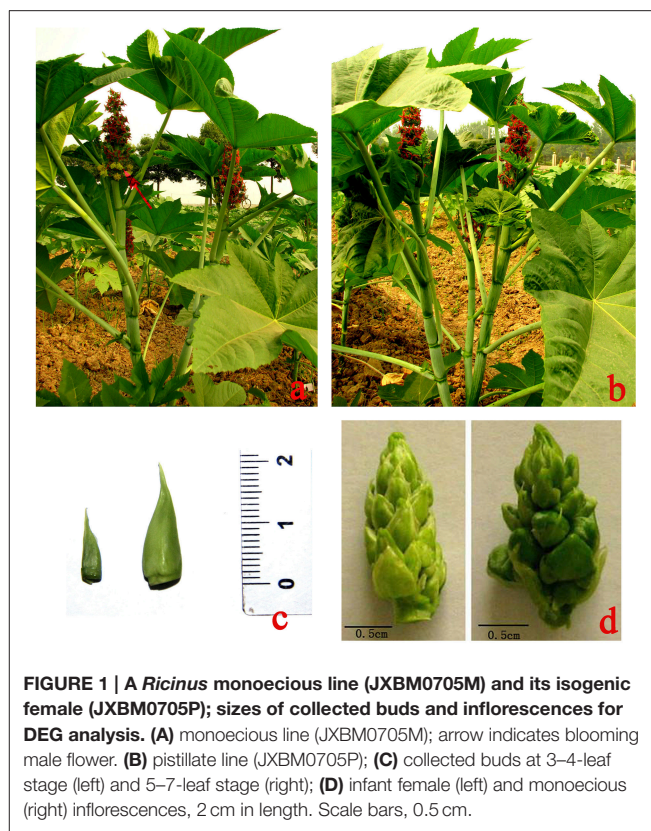 a
b
2
1
0
c
0.5cm
0.5cm
d
FIGURE 1 | A Ricinus monoecious line (JXBM0705M) and its isogenic
female (JXBM0705P); sizes of collected buds and inflorescences for
DEG analysis. (A) monoecious line (JXBM0705M); arrow indicates blooming
male flower. (B) pistillate line (JXBM0705P); (C) collected buds at 3–4-leaf
stage (left) and 5–7-leaf stage (right); (D) infant female (left) and monoecious
(right) inflorescences, 2 cm in length. Scale bars, 0.5 cm.